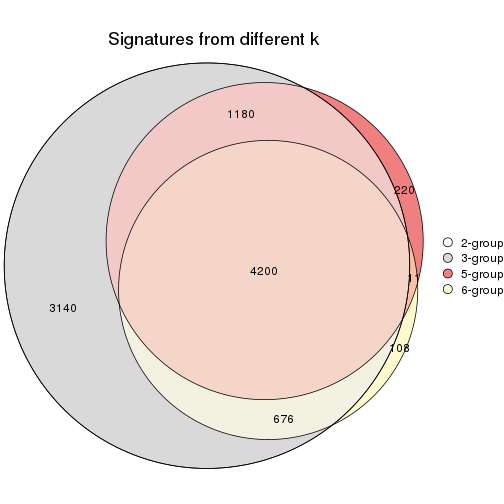 Signatures from different k
1180
220
4200
11
3140
108
676
2-group
3-group
5-group
6-group